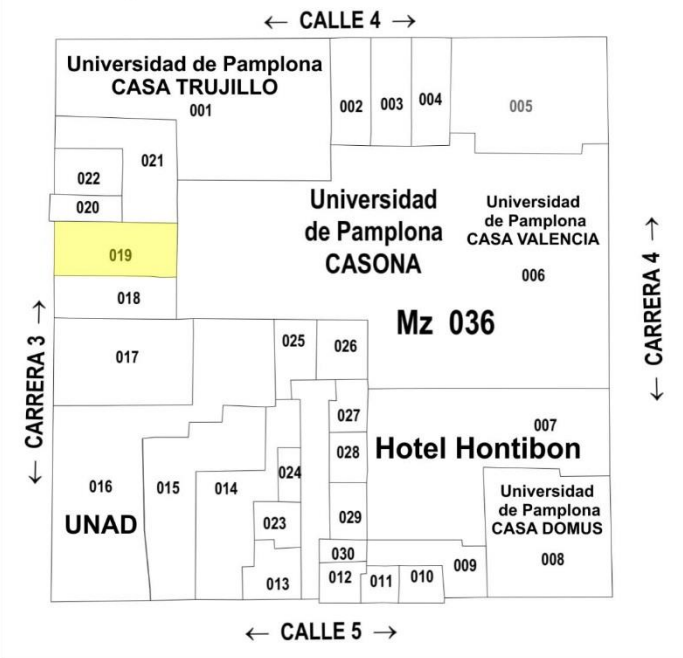 ← CALLE 4 →
Universidad de Pamplona
CASA TRUJILLO
001
002
003
004
005
021
022
020
019
018
Universidad
de Pamplona
CASONA
Universidad
de Pamplona
CASA VALENCIA
006
Mz 036
← CARRERA 3 →
← CARRERA 4 →
017
025
026
027
028
007
Hotel Hontibon
016
UNAD
015
014
024
023
029
Universidad
de Pamplona
CASA DOMUS
008
030
013
012
011
010
009
← CALLE 5 →